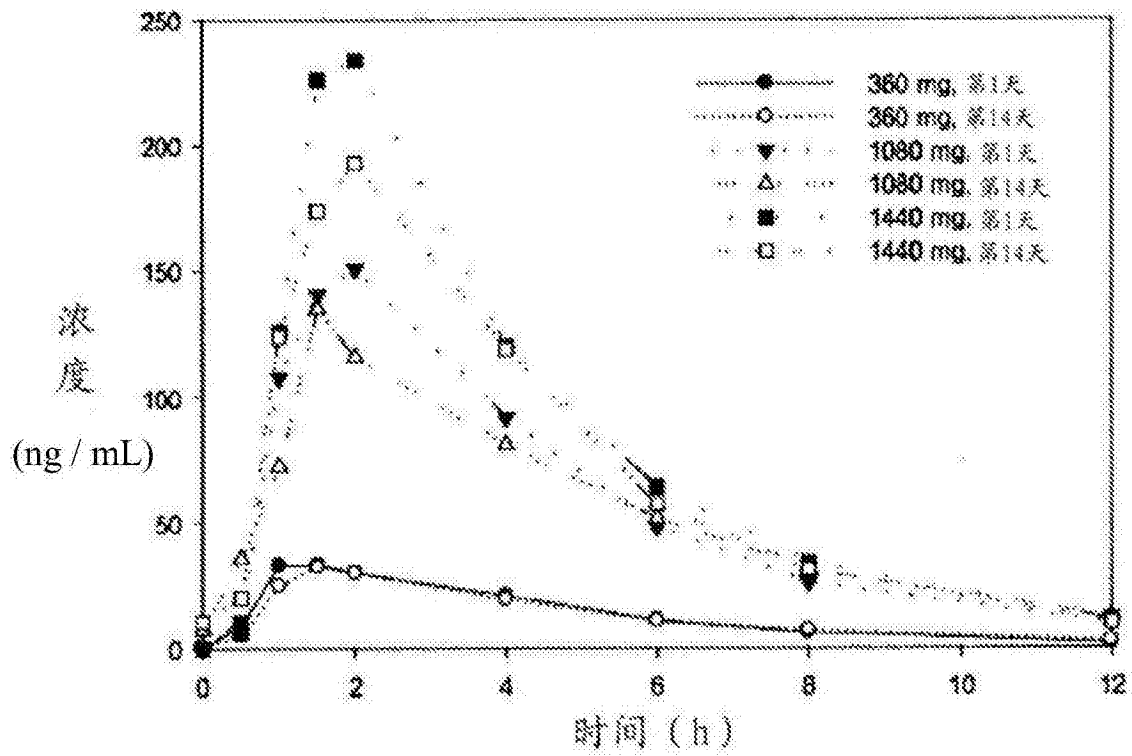 250
200
150
100
50
0
浓
度
(ng / mL)
360 mg, 第1天
360 mg, 第14天
1080 mg, 第1天
1080 mg, 第14天
1440 mg, 第1天
1440 mg, 第14天
0 2 4 6 8 10 12
时间 ( h )